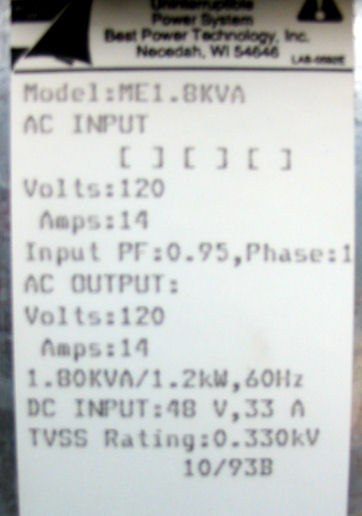 Uninterruptible
Power System
Best Power Technology, Inc.
Necedah, WI 54646
Model:ME1.8KVA
AC INPUT
[ ] [ ] [ ]
Volts:120
Amps:14
Input PF:0.95,Phase:1
AC OUTPUT:
Volts:120
Amps:14
1.80KVA/1.2kW,60Hz
DC INPUT:48 V,33 A
TVSS Rating:0.330kV
10/93B